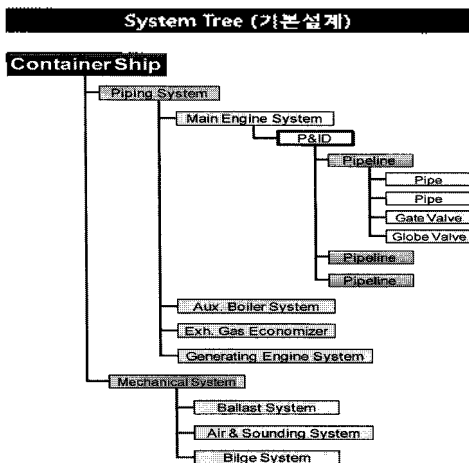 System Tree (기본설계)
Container Ship
Piping System
Main Engine System
P&ID
Pipeline
Pipe
Pipe
Gate Valve
Globe Valve
Pipeline
Pipeline
Aux. Boiler System
Exh. Gas Economizer
Generating Engine System
Mechanical System
Ballast System
Air & Sounding System
Bilge System